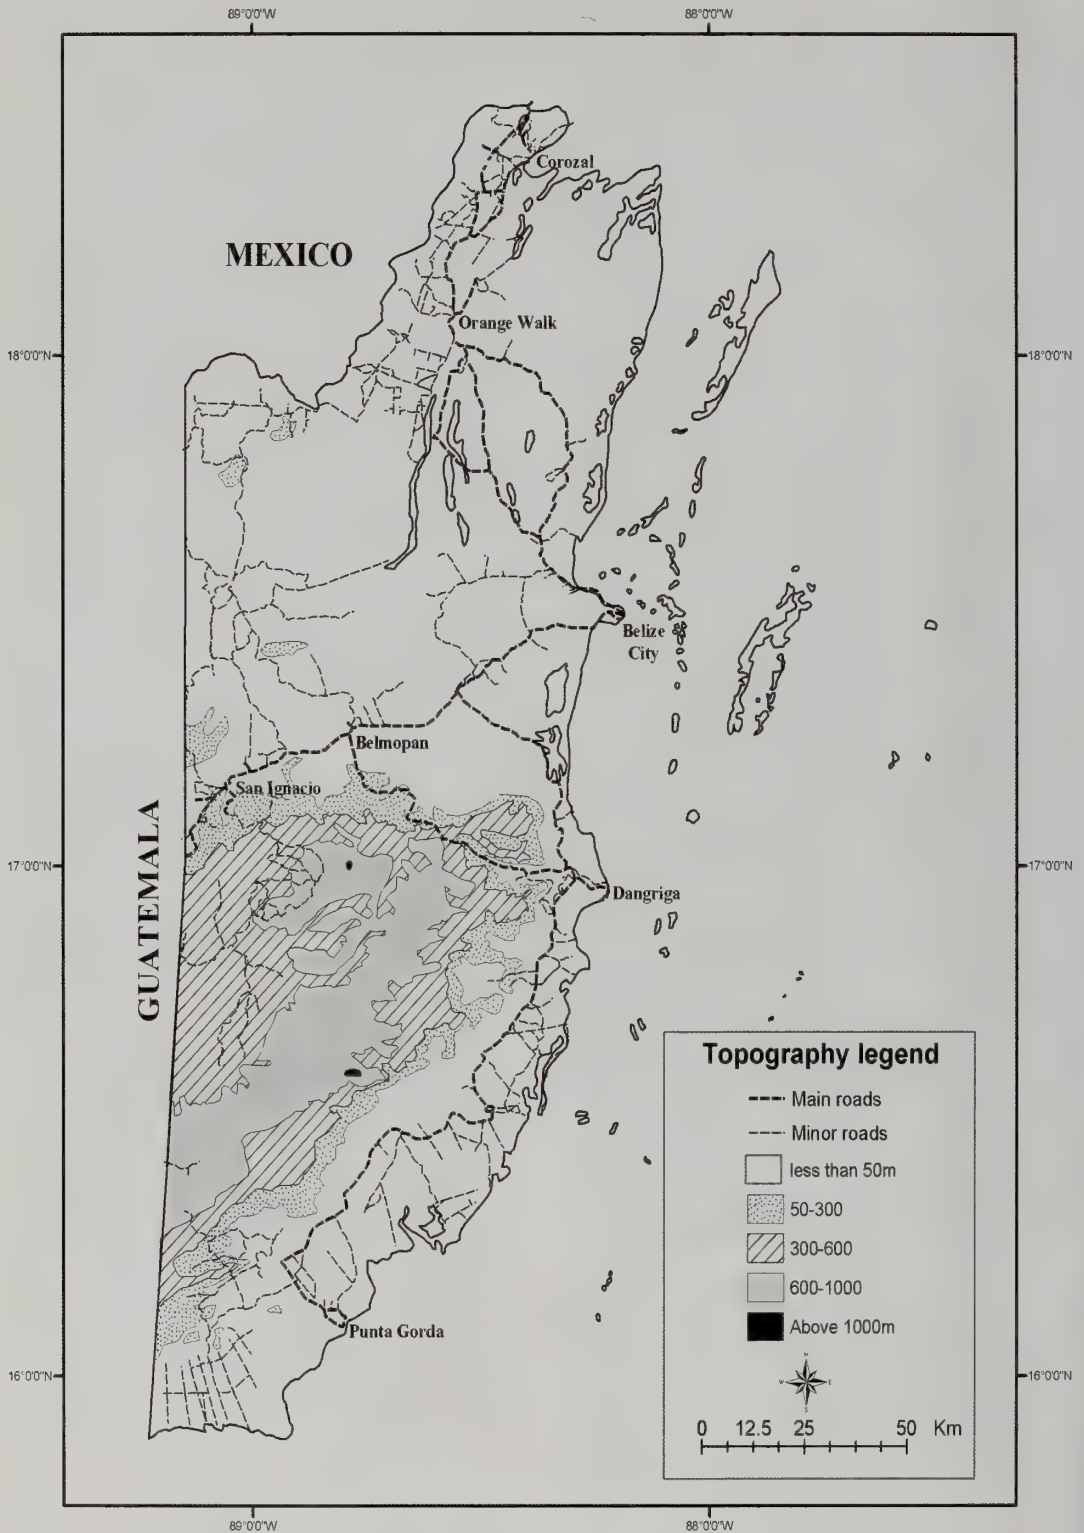 89°0'0"W
88°0'0"W
Corozal
MEXICO
Orange Walk
18°0'0"N
18°0'0"N
Belize
City
Belmopan
San Ignacio
GUATEMALA
17°0'0"N
17°0'0"N
Dangriga
Topography legend
Main roads
Minor roads
less than 50m
50-300
300-600
600-1000
Above 1000m
N
W
E
S
Punta Gorda
16°0'0"N
16°0'0"N
0 12.5 25 50 Km
89°0'0"W
88°0'0"W